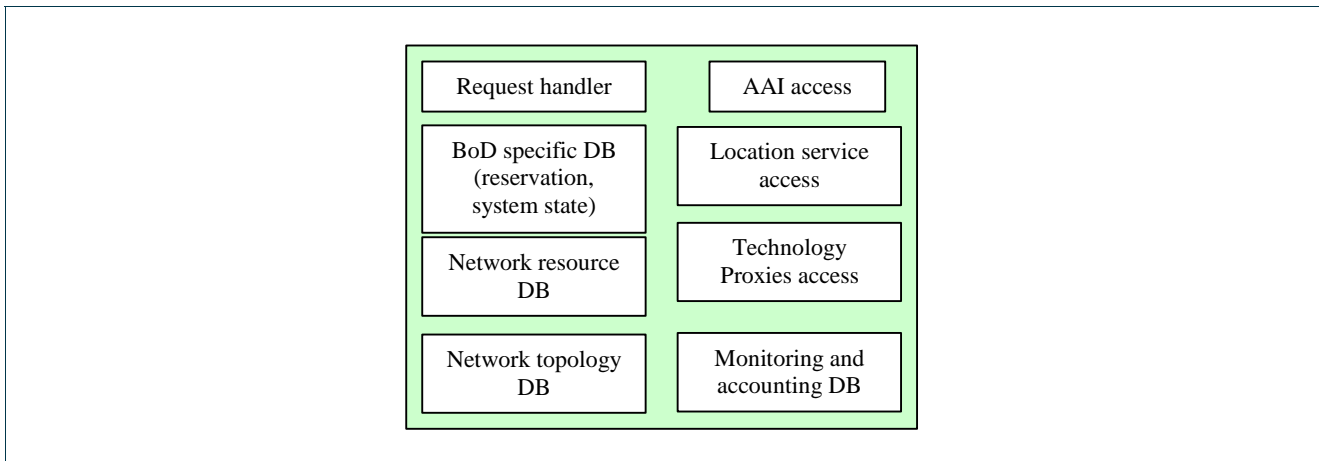 Request handler
AAI access
BoD specific DB
(reservation,
system state)
Location service
access
Network resource
DB
Technology
Proxies access
Network topology
DB
Monitoring and
accounting DB